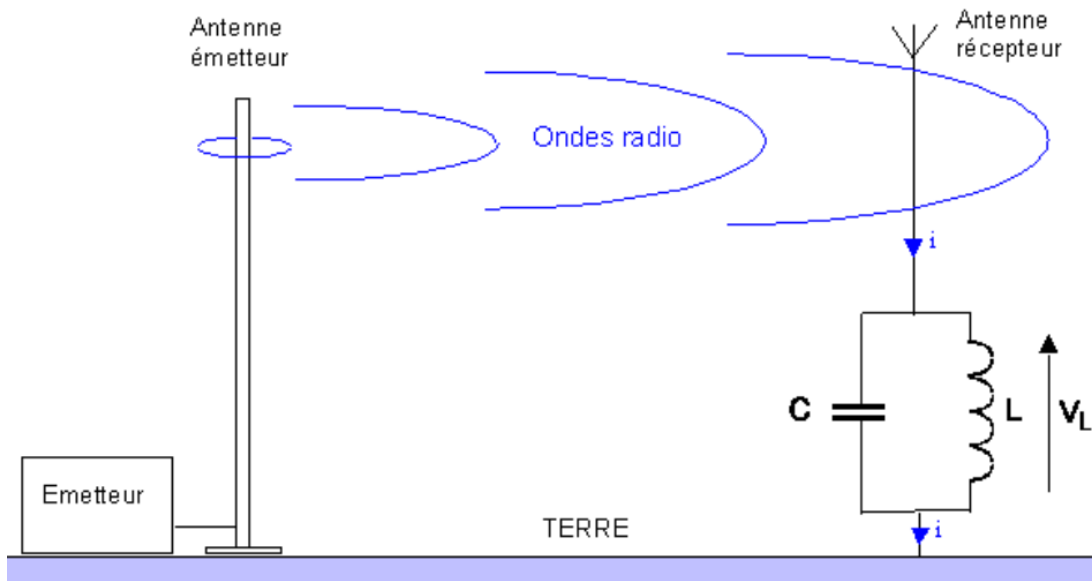 Antenne
émetteur
Antenne
récepteur
Ondes radio
i
C
L
VL
Emetteur
TERRE
i